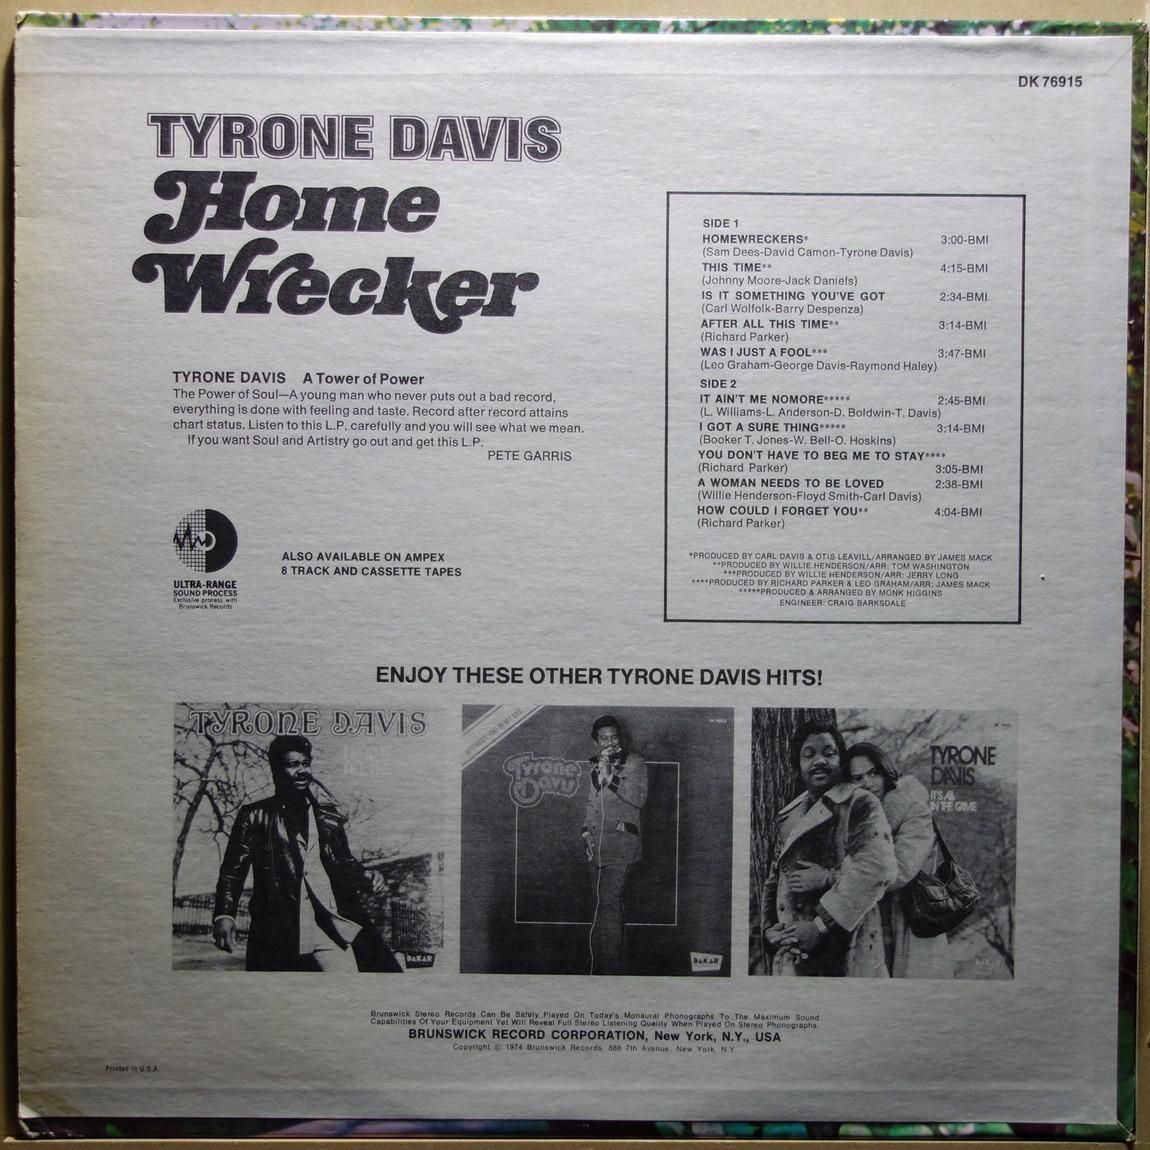 DK 76915
TYRONE DAVIS
Home
Wrecker
TYRONE DAVIS A Tower of Power
The Power of Soul—A young man who never puts out a bad record,
everything is done with feeling and taste. Record after record attains
chart status. Listen to this L.P. carefully and you will see what we mean.
If you want Soul and Artistry go out and get this L.P.
PETE GARRIS
ULTRA-RANGE
SOUND PROCESS
Exclusive process with
Brunswick Records
ALSO AVAILABLE ON AMPEX
8 TRACK AND CASSETTE TAPES
SIDE 1
HOMEWRECKERS* 3:00-BMI
(Sam Dees-David Camon-Tyrone Davis)
THIS TIME** 4:15-BMI
(Johnny Moore-Jack Daniels)
IS IT SOMETHING YOU'VE GOT 2:34-BMI
(Carl Wolfolk-Barry Despenza)
AFTER ALL THIS TIME** 3:14-BMI
(Richard Parker)
WAS I JUST A FOOL*** 3:47-BMI
(Leo Graham-George Davis-Raymond Haley)
SIDE 2
IT AIN'T ME NOMORE***** 2:45-BMI
(L. Williams-L. Anderson-D. Boldwin-T. Davis)
I GOT A SURE THING***** 3:14-BMI
(Booker T. Jones-W. Bell-O. Hoskins)
YOU DON'T HAVE TO BEG ME TO STAY****
(Richard Parker) 3:05-BMI
A WOMAN NEEDS TO BE LOVED 2:38-BMI
(Willie Henderson-Floyd Smith-Carl Davis)
HOW COULD I FORGET YOU** 4:04-BMI
(Richard Parker)
*PRODUCED BY CARL DAVIS & OTIS LEAVILL/ARRANGED BY JAMES MACK
**PRODUCED BY WILLIE HENDERSON/ARR: TOM WASHINGTON
***PRODUCED BY WILLIE HENDERSON/ARR: JERRY LONG
****PRODUCED BY RICHARD PARKER & LEO GRAHAM/ARR: JAMES MACK
*****PRODUCED & ARRANGED BY MONK HIGGINS
ENGINEER: CRAIG BARKSDALE
ENJOY THESE OTHER TYRONE DAVIS HITS!
TYRONE DAVIS
DAKAR
Tyrone
Davis
DAKAR
TYRONE
DAVIS
IT'S ALL
IN THE GAME
DAKAR
Brunswick Stereo Records Can Be Safely Played On Today's Monaural Phonographs To The Maximum Sound
Capabilities Of Your Equipment Yet Will Reveal Full Stereo Listening Quality When Played On Stereo Phonographs.
BRUNSWICK RECORD CORPORATION, New York, N.Y., USA
Copyright © 1974 Brunswick Records, 888 7th Avenue, New York, N.Y.
Printed in U.S.A.